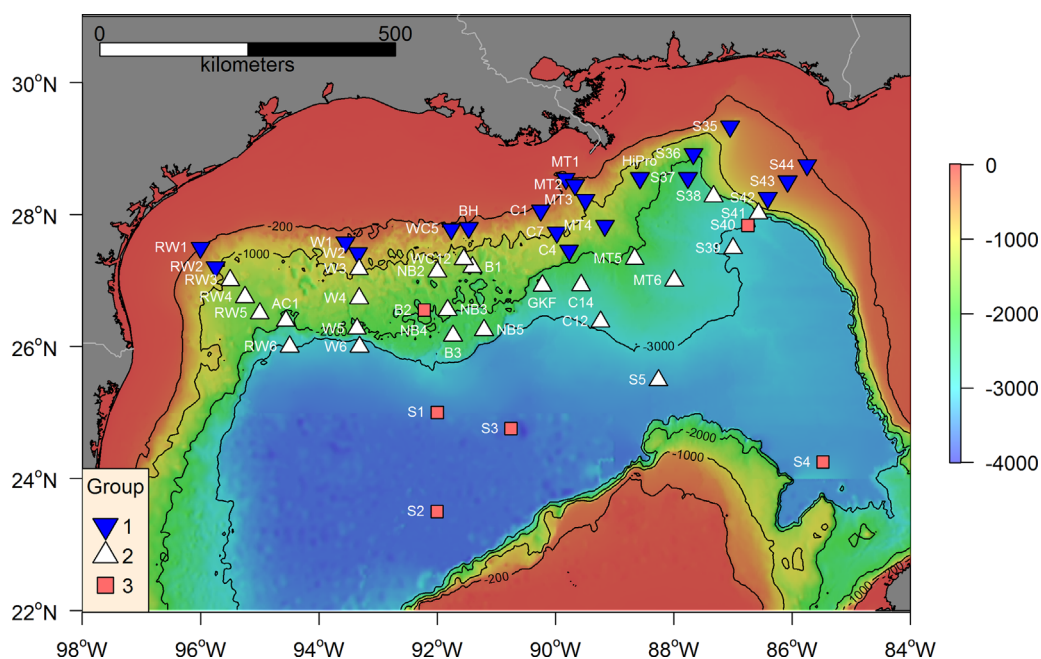 0 500
kilometers
30°N
28°N
26°N
24°N
22°N
98°W 96°W 94°W 92°W 90°W 88°W 86°W 84°W
0
-1000
-2000
-3000
-4000
S35
S36
HiPro
S37
S44
S43
S42
S38
S41
S40
S39
MT1
MT2
MT3
MT4
MT5
MT6
C1
C7
C4
BH
WC5
WC12
NB2
B1
W1
W2
W3
W4
W5
W6
RW1
RW2
RW3
RW4
RW5
AC1
RW6
B2
NB3
NB4
NB5
B3
GKF
C14
C12
S5
S1
S3
S2
S4
-200
-1000
-3000
-2000
-1000
-200
-200
-1000
Group
1
2
3